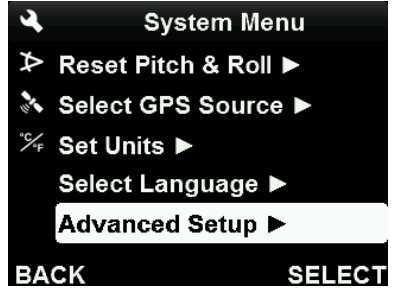 System Menu
Reset Pitch & Roll ▶
Select GPS Source ▶
°C/°F Set Units ▶
Select Language ▶
Advanced Setup ▶
BACK SELECT